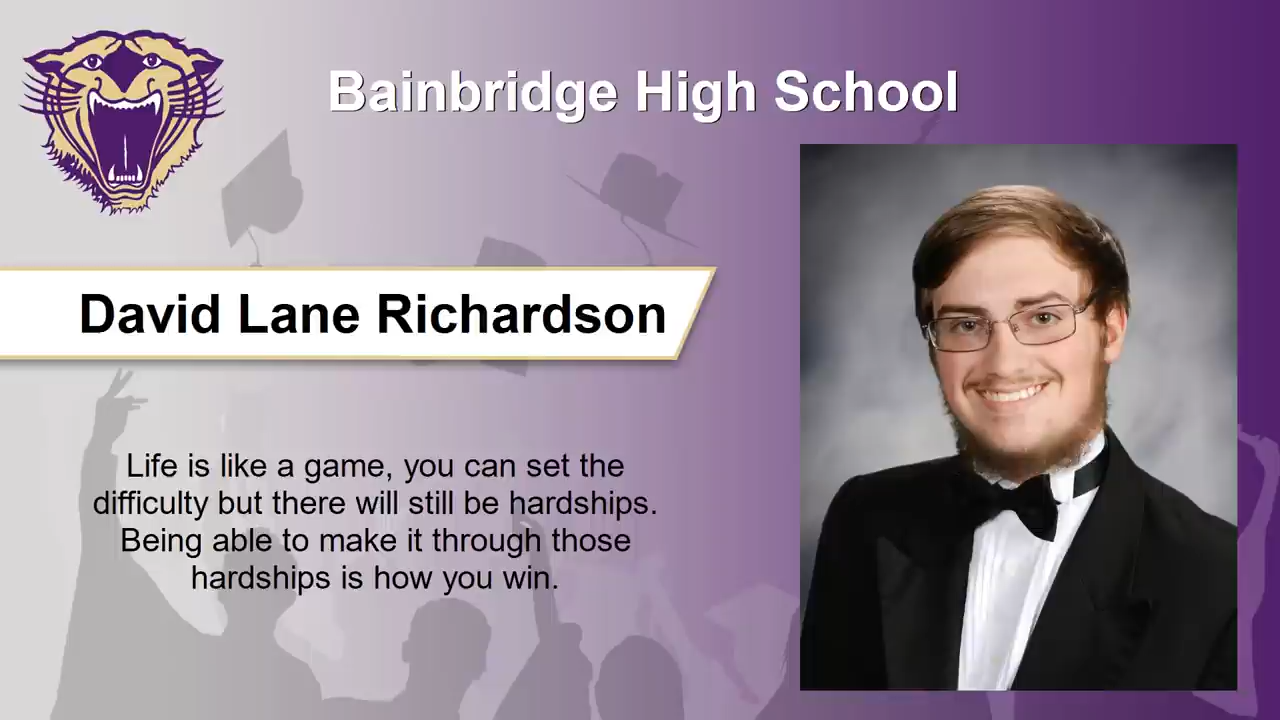 Bainbridge High School
David Lane Richardson
Life is like a game, you can set the
difficulty but there will still be hardships.
Being able to make it through those
hardships is how you win.